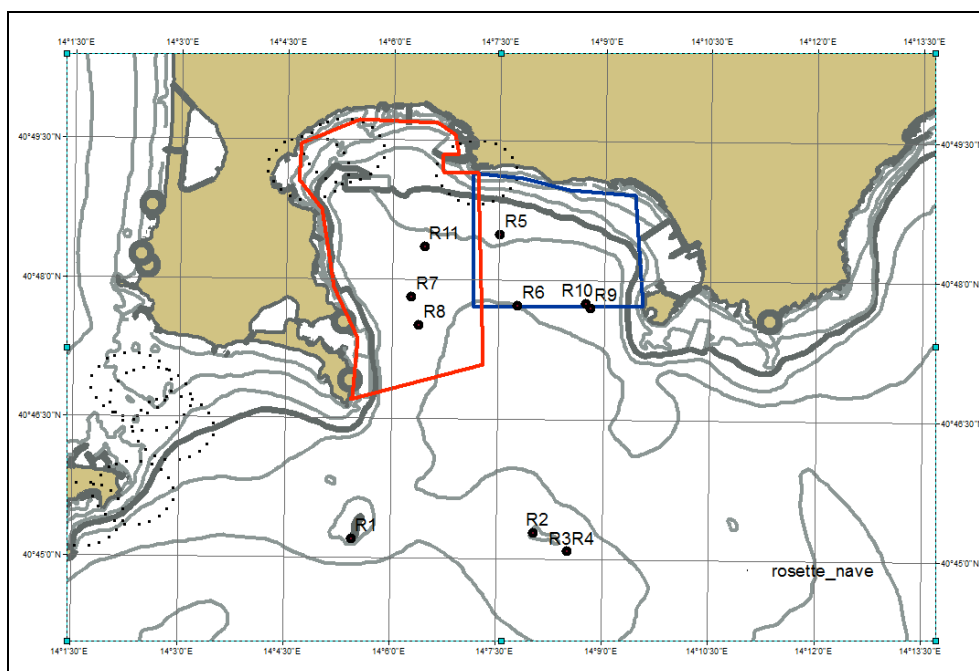 14°1'30"E 14°3'0"E 14°4'30"E 14°6'0"E 14°7'30"E 14°9'0"E 14°10'30"E 14°12'0"E 14°13'30"E
40°49'30"N 40°49'30"N
R11 R5
40°48'0"N 40°48'0"N
R7 R6 R10 R9
R8
40°46'30"N 40°46'30"N
R1 R2
R3R4
40°45'0"N 40°45'0"N
rosette_nave
14°1'30"E 14°3'0"E 14°4'30"E 14°6'0"E 14°7'30"E 14°9'0"E 14°10'30"E 14°12'0"E 14°13'30"E